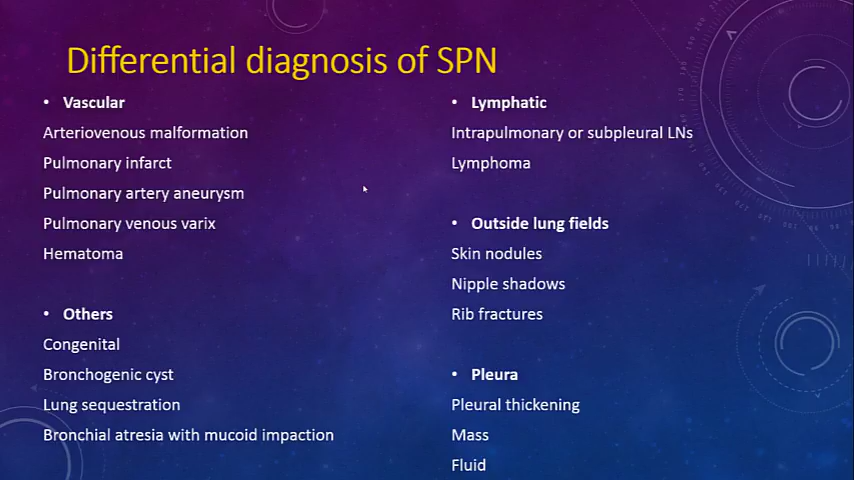 Differential diagnosis of SPN
• Vascular
Arteriovenous malformation
Pulmonary infarct
Pulmonary artery aneurysm
Pulmonary venous varix
Hematoma
• Others
Congenital
Bronchogenic cyst
Lung sequestration
Bronchial atresia with mucoid impaction
• Lymphatic
Intrapulmonary or subpleural LNs
Lymphoma
• Outside lung fields
Skin nodules
Nipple shadows
Rib fractures
• Pleura
Pleural thickening
Mass
Fluid